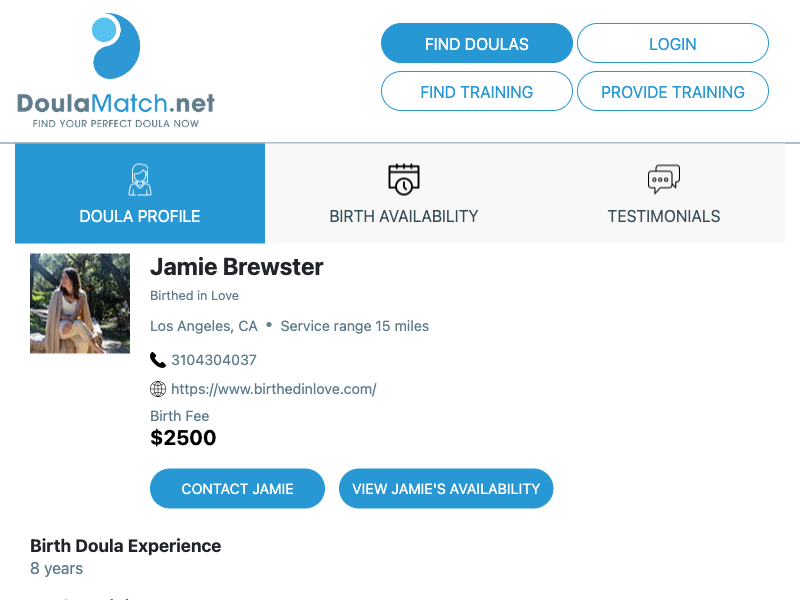 DoulaMatch.net
FIND YOUR PERFECT DOULA NOW
FIND DOULAS
LOGIN
FIND TRAINING
PROVIDE TRAINING
DOULA PROFILE
BIRTH AVAILABILITY
TESTIMONIALS
Jamie Brewster
Birthed in Love
Los Angeles, CA • Service range 15 miles
3104304037
https://www.birthedinlove.com/
Birth Fee
$2500
CONTACT JAMIE
VIEW JAMIE'S AVAILABILITY
Birth Doula Experience
8 years